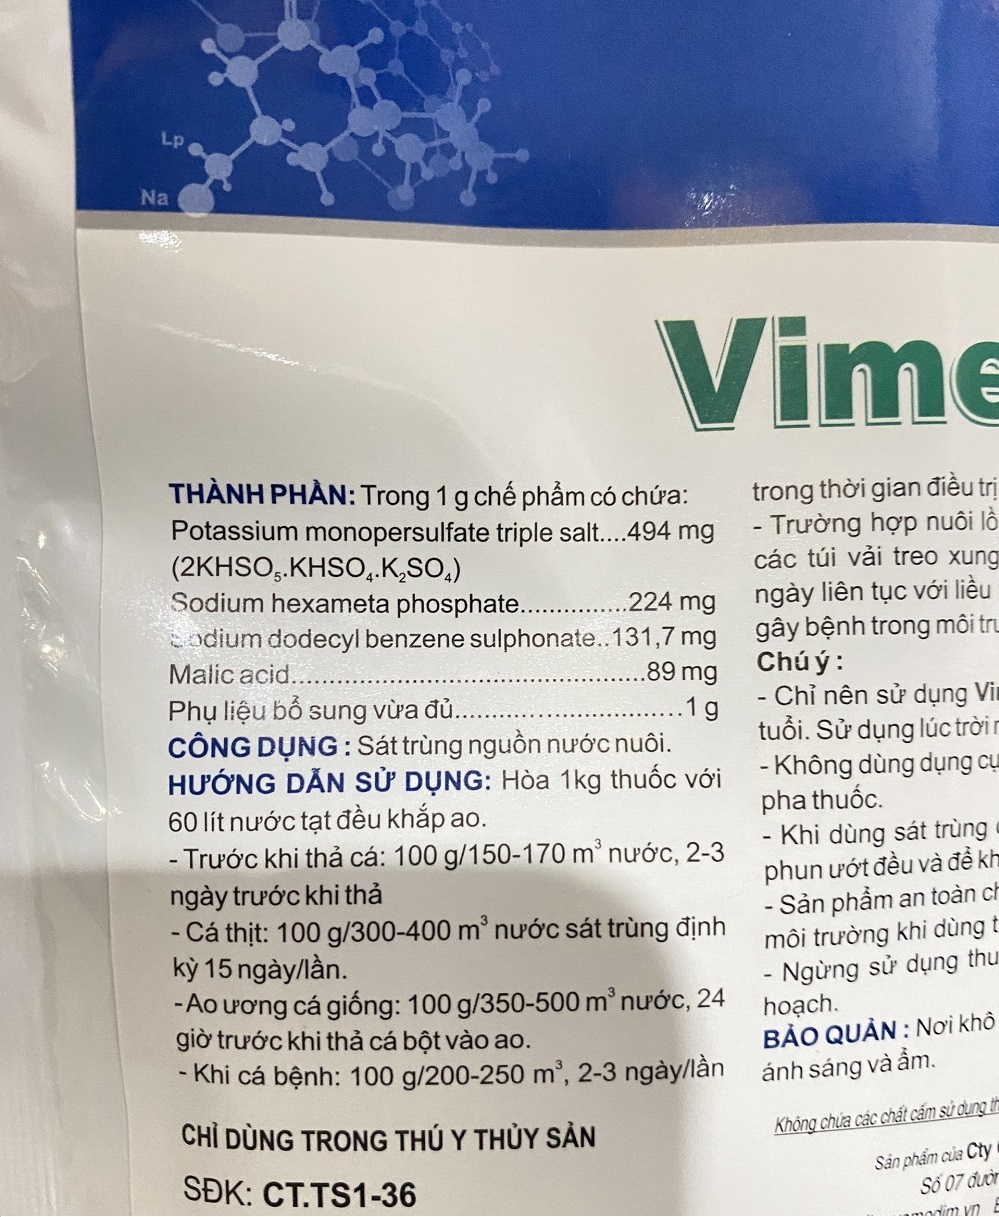 Lp
Na
Vime
THÀNH PHẦN: Trong 1 g chế phẩm có chứa:
Potassium monopersulfate triple salt....494 mg
(2KHSO₅.KHSO₄.K₂SO₄)
Sodium hexameta phosphate...............224 mg
Sodium dodecyl benzene sulphonate..131,7 mg
Malic acid..................................................89 mg
Phụ liệu bổ sung vừa đủ................................1 g
CÔNG DỤNG : Sát trùng nguồn nước nuôi.
HƯỚNG DẪN SỬ DỤNG: Hòa 1kg thuốc với
60 lít nước tạt đều khắp ao.
- Trước khi thả cá: 100 g/150-170 m³ nước, 2-3
ngày trước khi thả
- Cá thịt: 100 g/300-400 m³ nước sát trùng định
kỳ 15 ngày/lần.
- Ao ương cá giống: 100 g/350-500 m³ nước, 24
giờ trước khi thả cá bột vào ao.
- Khi cá bệnh: 100 g/200-250 m³, 2-3 ngày/lần
CHỈ DÙNG TRONG THÚ Y THỦY SẢN
SĐK: CT.TS1-36
trong thời gian điều trị
- Trường hợp nuôi lồ
các túi vải treo xung
ngày liên tục với liều
gây bệnh trong môi trư
Chú ý :
- Chỉ nên sử dụng Vi
tuổi. Sử dụng lúc trời
- Không dùng dụng cụ
pha thuốc.
- Khi dùng sát trùng
phun ướt đều và để kh
- Sản phẩm an toàn ch
môi trường khi dùng t
- Ngừng sử dụng thu
hoạch.
BẢO QUẢN : Nơi khô
ánh sáng và ẩm.
Không chứa các chất cấm sử dụng th
Sản phẩm của Cty
Số 07 đườn